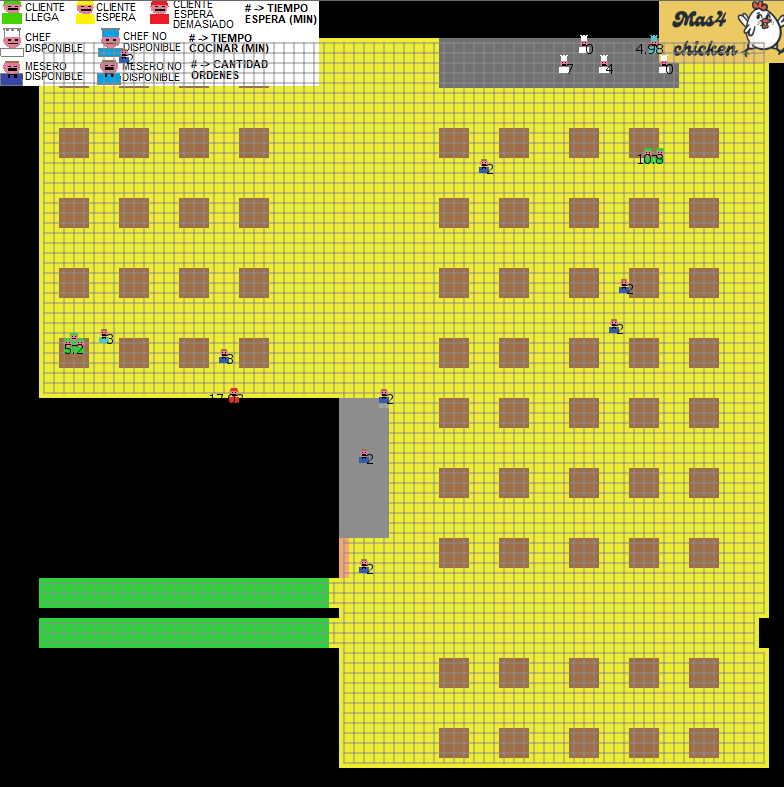 CLIENTE
LLEGA
CLIENTE
ESPERA
CLIENTE
ESPERA
DEMASIADO
# -> TIEMPO
ESPERA (MIN)
CHEF
DISPONIBLE
CHEF NO
DISPONIBLE
# -> TIEMPO
COCINAR (MIN)
MESERO
DISPONIBLE
MESERO NO
DISPONIBLE
# -> CANTIDAD
ORDENES
Mas4
chicken
2
0
4.98
7
4
0
2
10.8
2
2
5.2
3
3
2
2
2